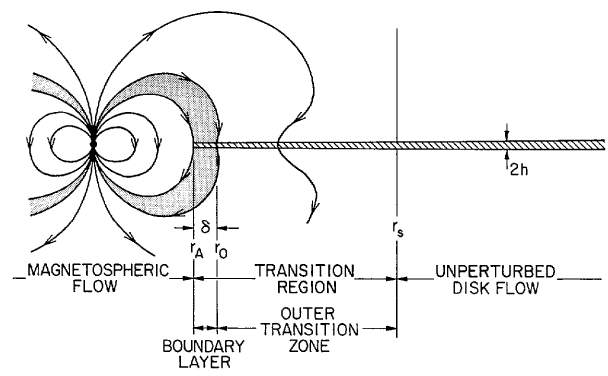 2h
δ
r_A r_0
r_s
MAGNETOSPHERIC
FLOW
TRANSITION
REGION
UNPERTURBED
DISK FLOW
OUTER
TRANSITION
ZONE
BOUNDARY
LAYER